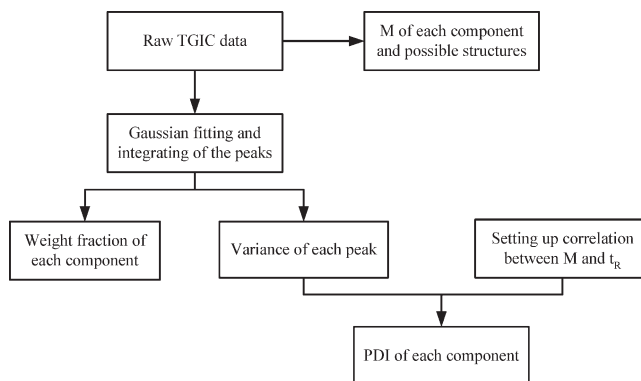 Raw TGIC data
M of each component
and possible structures
Gaussian fitting and
integrating of the peaks
Weight fraction of
each component
Variance of each peak
Setting up correlation
between M and t_R
PDI of each component